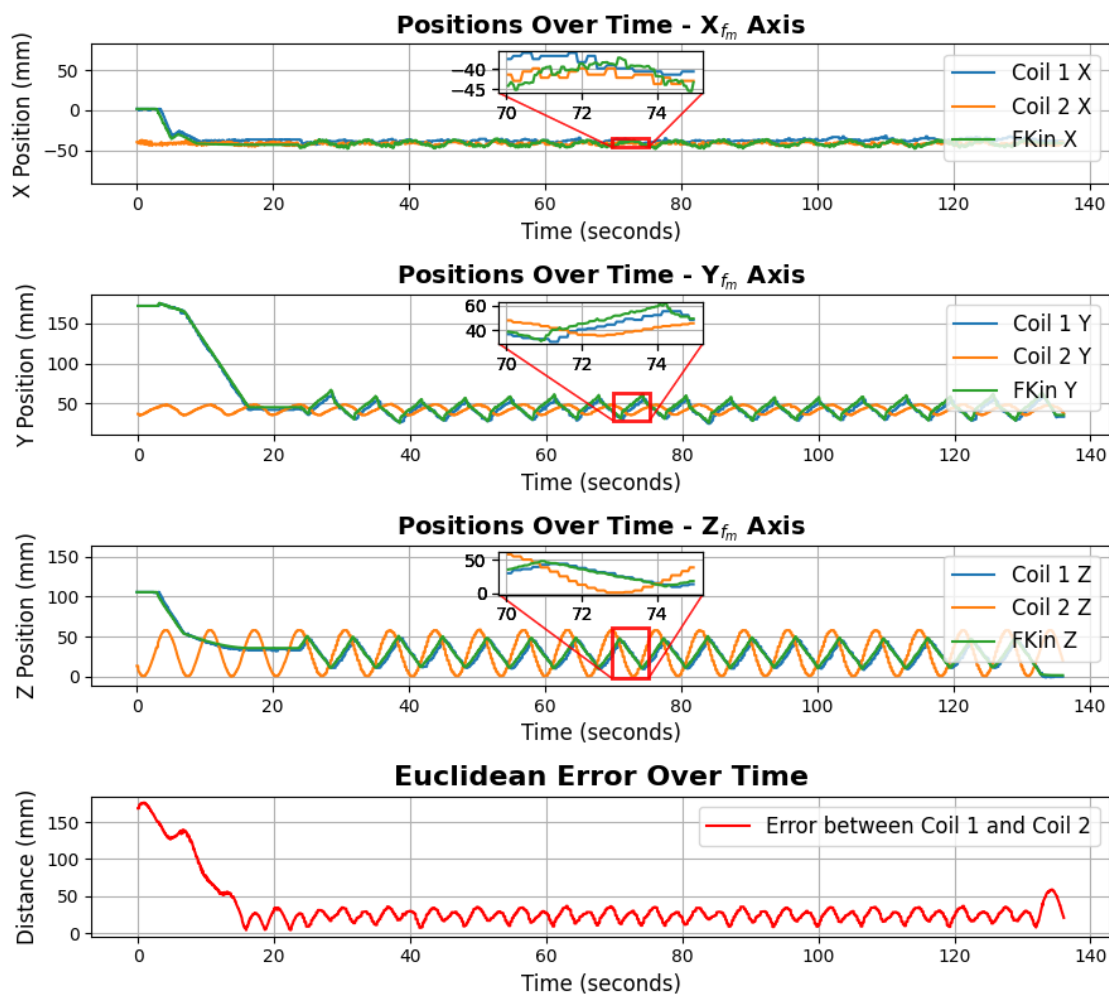 Positions Over Time - X_{f_m} Axis
X Position (mm)
50
0
−50
−40
−45
70
72
74
Coil 1 X
Coil 2 X
FKin X
0
20
40
60
80
100
120
140
Time (seconds)
Positions Over Time - Y_{f_m} Axis
Y Position (mm)
150
100
50
0
60
40
70
72
74
Coil 1 Y
Coil 2 Y
FKin Y
0
20
40
60
80
100
120
140
Time (seconds)
Positions Over Time - Z_{f_m} Axis
Z Position (mm)
150
100
50
0
50
0
70
72
74
Coil 1 Z
Coil 2 Z
FKin Z
0
20
40
60
80
100
120
140
Time (seconds)
Euclidean Error Over Time
Distance (mm)
150
100
50
0
Error between Coil 1 and Coil 2
0
20
40
60
80
100
120
140
Time (seconds)